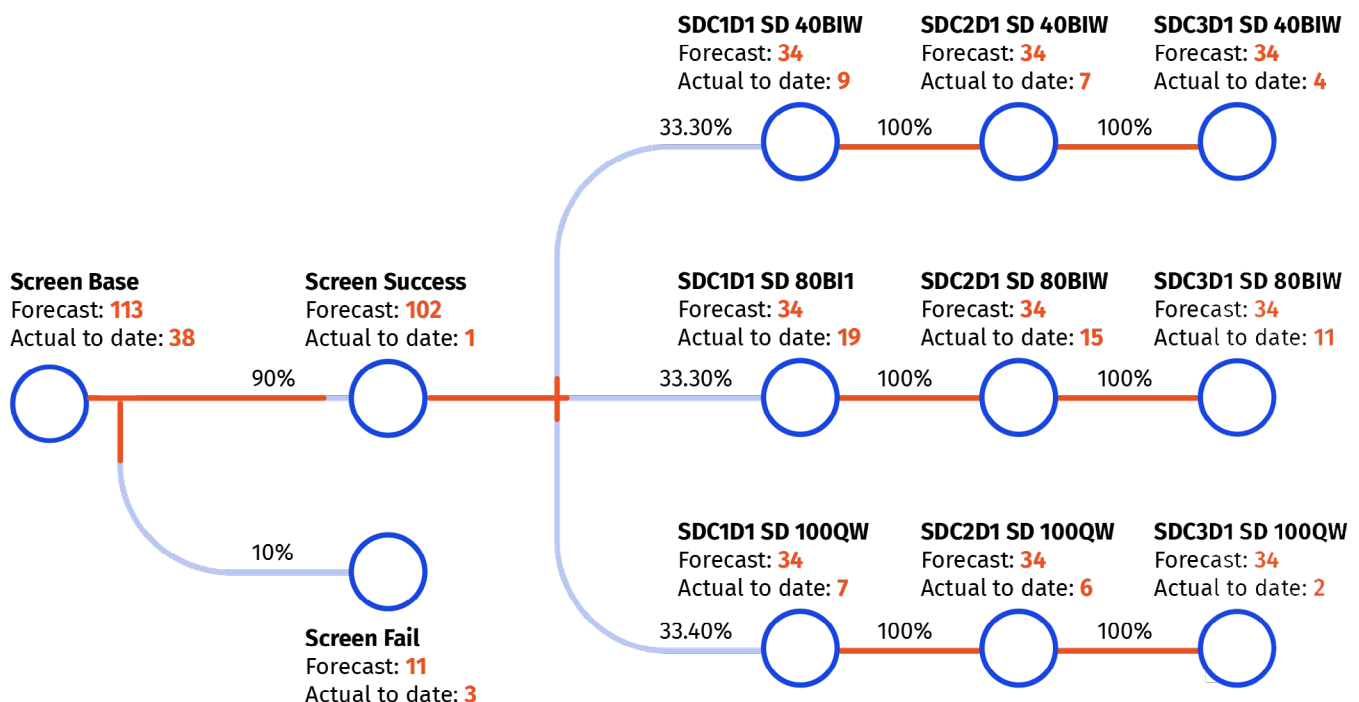 SDC1D1 SD 40BIW
Forecast: 34
Actual to date: 9
SDC2D1 SD 40BIW
Forecast: 34
Actual to date: 7
SDC3D1 SD 40BIW
Forecast: 34
Actual to date: 4
33.30%
100%
100%
Screen Base
Forecast: 113
Actual to date: 38
Screen Success
Forecast: 102
Actual to date: 1
SDC1D1 SD 80BI1
Forecast: 34
Actual to date: 19
SDC2D1 SD 80BIW
Forecast: 34
Actual to date: 15
SDC3D1 SD 80BIW
Forecast: 34
Actual to date: 11
90%
33.30%
100%
100%
SDC1D1 SD 100QW
Forecast: 34
Actual to date: 7
SDC2D1 SD 100QW
Forecast: 34
Actual to date: 6
SDC3D1 SD 100QW
Forecast: 34
Actual to date: 2
10%
33.40%
100%
100%
Screen Fail
Forecast: 11
Actual to date: 3